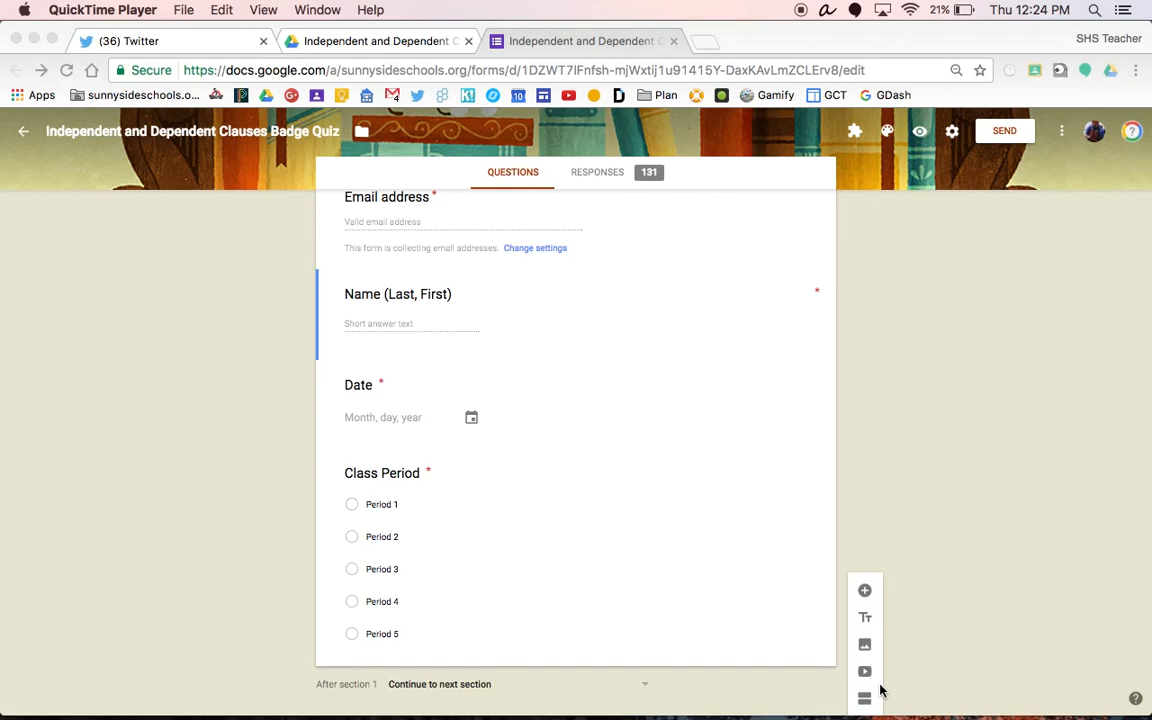 QuickTime Player File Edit View Window Help 21% Thu 12:24 PM
(36) Twitter Independent and Dependent C Independent and Dependent C SHS Teacher
Secure https://docs.google.com/a/sunnysideschools.org/forms/d/1DZWT7lFnfsh-mjWxtij1u91415Y-DaxKAvLmZCLErv8/edit
Apps sunnysideschools.o... 4 10 Plan Gamify GCT GDash
Independent and Dependent Clauses Badge Quiz SEND
QUESTIONS RESPONSES 131
Email address*
Valid email address
This form is collecting email addresses. Change settings
Name (Last, First) *
Short answer text
Date *
Month, day, year
Class Period *
Period 1
Period 2
Period 3
Period 4
Period 5
Tт
After section 1 Continue to next section